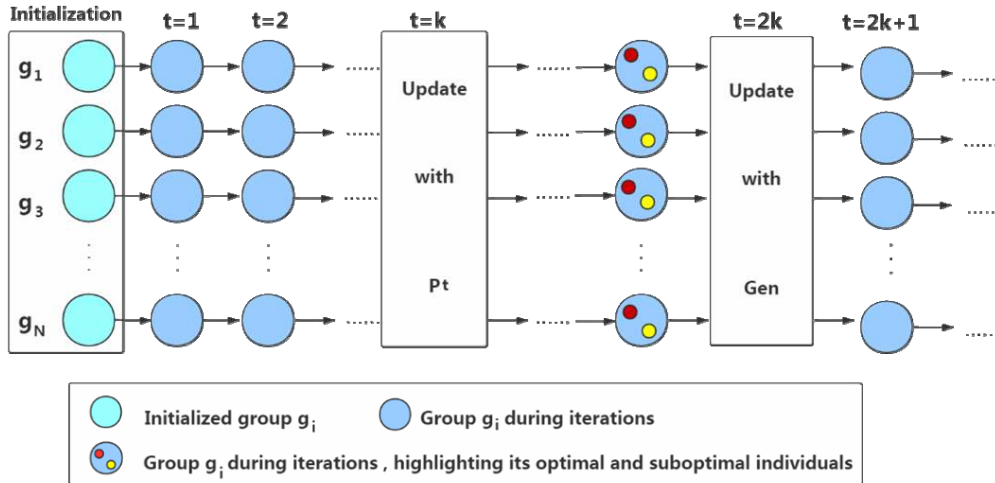 Initialization
t=1 t=2 t=k t=2k t=2k+1
g1 ...... Update ...... Update ......
g2 ...... ...... ......
g3 ...... with ...... with ......
gN ...... Pt ...... Gen ......
Initialized group gi
Group gi during iterations
Group gi during iterations , highlighting its optimal and suboptimal individuals